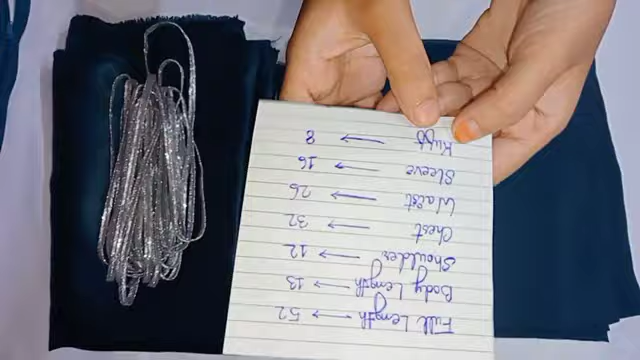 Full Length → 52
Body Length → 13
Shoulder → 12
Chest → 32
Waist → 26
Sleeve → 16
Kuff → 8